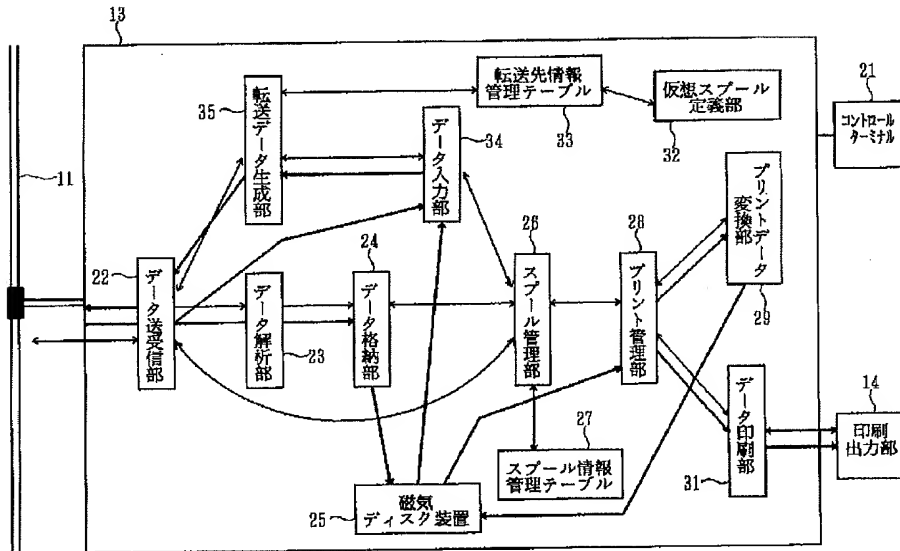 13
転送先情報
管理テーブル
33
仮想スプール
定義部
32
21
コントロール
ターミナル
35
転送データ生成部
データ入力部
34
11
プリントデータ
変換部
29
22
データ送受信部
データ解析部
23
24
データ格納部
26
スプール管理部
28
プリント管理部
27
スプール情報
管理テーブル
データ印刷部
31
14
印刷
出力部
25
磁気
ディスク装置